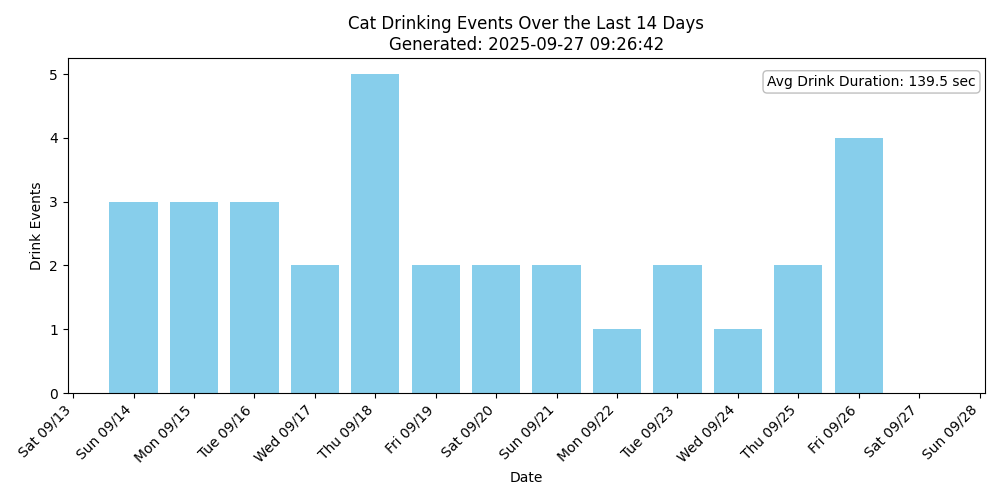 Cat Drinking Events Over the Last 14 Days
Generated: 2025-09-27 09:26:42
Avg Drink Duration: 139.5 sec
Drink Events
5
4
3
2
1
0
Sat 09/13
Sun 09/14
Mon 09/15
Tue 09/16
Wed 09/17
Thu 09/18
Fri 09/19
Sat 09/20
Sun 09/21
Mon 09/22
Tue 09/23
Wed 09/24
Thu 09/25
Fri 09/26
Sat 09/27
Sun 09/28
Date